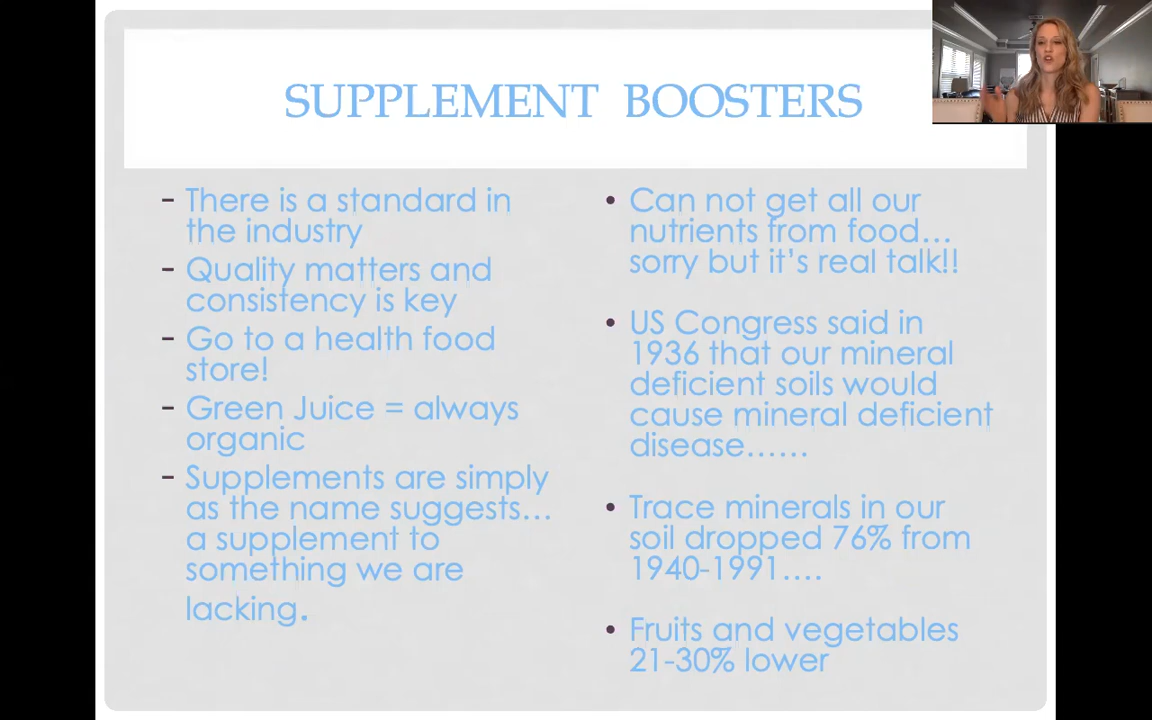 SUPPLEMENT BOOSTERS
- There is a standard in
the industry
- Quality matters and
consistency is key
- Go to a health food
store!
- Green Juice = always
organic
- Supplements are simply
as the name suggests…
a supplement to
something we are
lacking.
• Can not get all our
nutrients from food…
sorry but it’s real talk!!
• US Congress said in
1936 that our mineral
deficient soils would
cause mineral deficient
disease……
• Trace minerals in our
soil dropped 76% from
1940-1991….
• Fruits and vegetables
21-30% lower